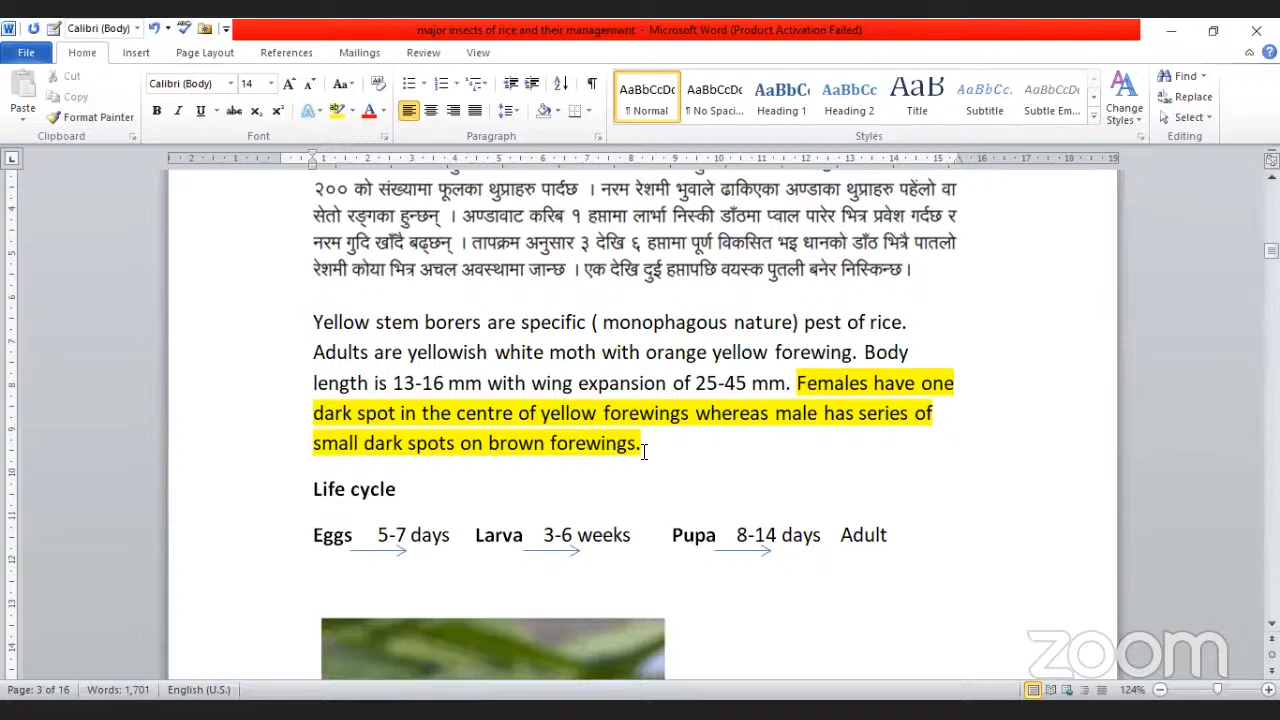 major insects of rice and their managemwnt - Microsoft Word (Product Activation Failed)
Calibri (Body)
File Home Insert Page Layout References Mailings Review View
Paste
Cut
Copy
Format Painter
Clipboard
Calibri (Body) 14
Font
Paragraph
AaBbCcDc ¶ Normal
AaBbCcDc ¶ No Spaci...
AaBbC Heading 1
AaBbCc Heading 2
AaB Title
AaBbCc. Subtitle
AaBbCcDc Subtle Em...
Change Styles
Styles
Find
Replace
Select
Editing
२०० को संख्यामा फूलका थुप्राहरु पार्दछ । नरम रेशमी भुवाले ढाकिएका अण्डाका थुप्राहरु पहेंलो वा
सेतो रङ्गका हुन्छन् । अण्डावाट करिब १ हप्तामा लार्भा निस्की डाँठमा प्वाल पारेर भित्र प्रवेश गर्दछ र
नरम गुदि खाँदै बढ्छन् । तापक्रम अनुसार ३ देखि ६ हप्तामा पूर्ण विकसित भइ धानको डाँठ भित्रै पातलो
रेशमी कोया भित्र अचल अवस्थामा जान्छ । एक देखि दुई हप्तापछि वयस्क पुतली बनेर निस्किन्छ।
Yellow stem borers are specific ( monophagous nature) pest of rice.
Adults are yellowish white moth with orange yellow forewing. Body
length is 13-16 mm with wing expansion of 25-45 mm. Females have one
dark spot in the centre of yellow forewings whereas male has series of
small dark spots on brown forewings.
Life cycle
Eggs 5-7 days Larva 3-6 weeks Pupa 8-14 days Adult
zoom
Page: 3 of 16 Words: 1,701 English (U.S.) 124%